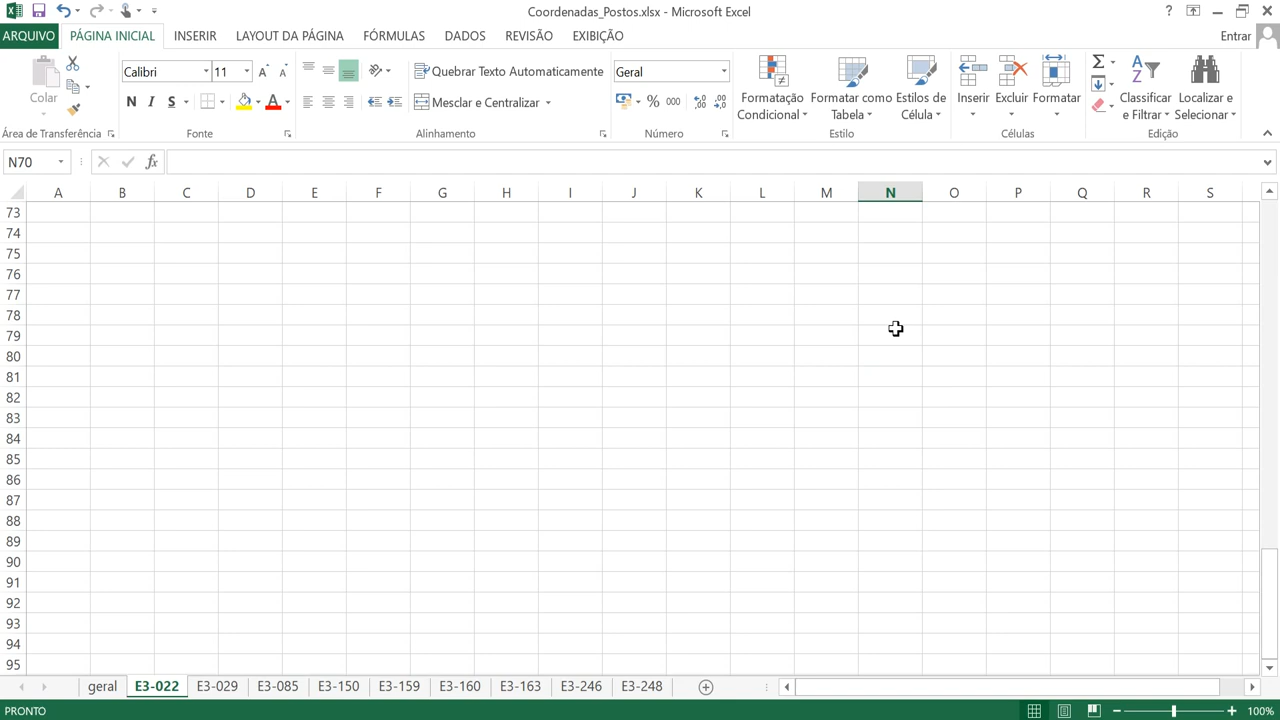 Coordenadas_Postos.xlsx - Microsoft Excel
?
ARQUIVO PÁGINA INICIAL INSERIR LAYOUT DA PÁGINA FÓRMULAS DADOS REVISÃO EXIBIÇÃO Entrar
Colar
Calibri 11
Quebrar Texto Automaticamente
Geral
N I S A
Mesclar e Centralizar
% 000
Formatação Condicional
Formatar como Tabela
Estilos de Célula
Inserir Excluir Formatar
Classificar e Filtrar
Localizar e Selecionar
Área de Transferência Fonte Alinhamento Número Estilo Células Edição
N70 fx
A B C D E F G H I J K L M N O P Q R S
73
74
75
76
77
78
79
80
81
82
83
84
85
86
87
88
89
90
91
92
93
94
95
geral E3-022 E3-029 E3-085 E3-150 E3-159 E3-160 E3-163 E3-246 E3-248
PRONTO 100%